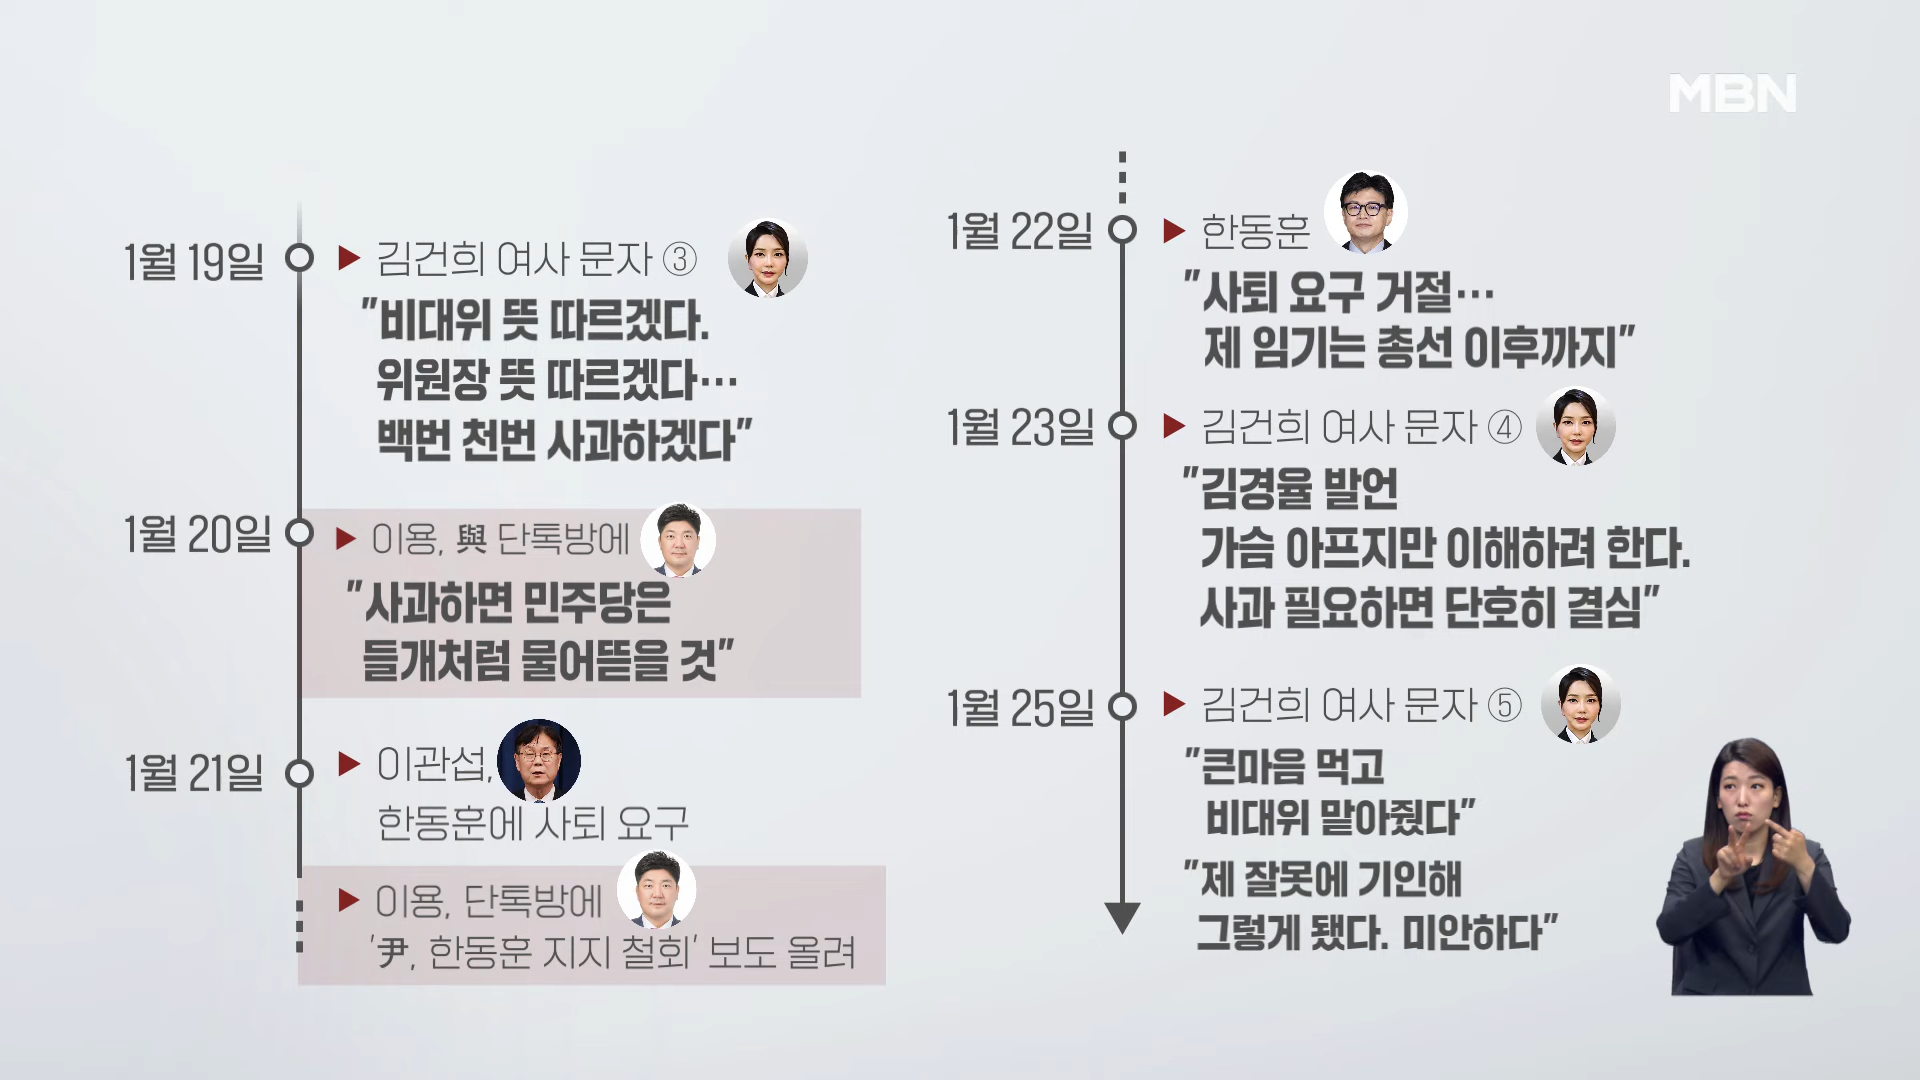 MBN
1월 19일
▶ 김건희 여사 문자 ③
"비대위 뜻 따르겠다.
위원장 뜻 따르겠다…
백번 천번 사과하겠다"
1월 20일
▶ 이용, 與 단톡방에
"사과하면 민주당은
들개처럼 물어뜯을 것"
1월 21일
▶ 이관섭,
한동훈에 사퇴 요구
▶ 이용, 단톡방에
'尹, 한동훈 지지 철회' 보도 올려
1월 22일
▶ 한동훈
"사퇴 요구 거절…
제 임기는 총선 이후까지"
1월 23일
▶ 김건희 여사 문자 ④
"김경율 발언
가슴 아프지만 이해하려 한다.
사과 필요하면 단호히 결심"
1월 25일
▶ 김건희 여사 문자 ⑤
"큰마음 먹고
비대위 맡아줬다"
"제 잘못에 기인해
그렇게 됐다. 미안하다"